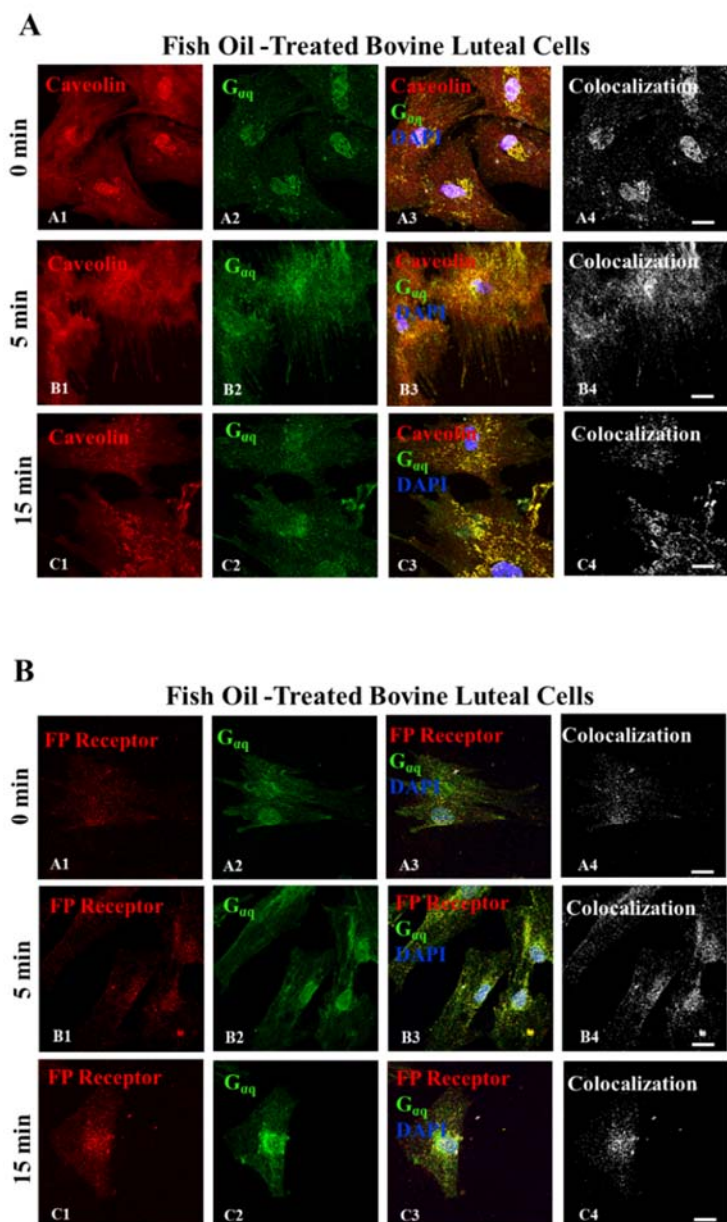 A
Fish Oil -Treated Bovine Luteal Cells
0 min
Caveolin
A1
Gαq
A2
Caveolin
Gαq
DAPI
A3
Colocalization
A4
5 min
Caveolin
B1
Gαq
B2
Caveolin
Gαq
DAPI
B3
Colocalization
B4
15 min
Caveolin
C1
Gαq
C2
Caveolin
Gαq
DAPI
C3
Colocalization
C4
B
Fish Oil -Treated Bovine Luteal Cells
0 min
FP Receptor
A1
Gαq
A2
FP Receptor
Gαq
DAPI
A3
Colocalization
A4
5 min
FP Receptor
B1
Gαq
B2
FP Receptor
Gαq
DAPI
B3
Colocalization
B4
15 min
FP Receptor
C1
Gαq
C2
FP Receptor
Gαq
DAPI
C3
Colocalization
C4